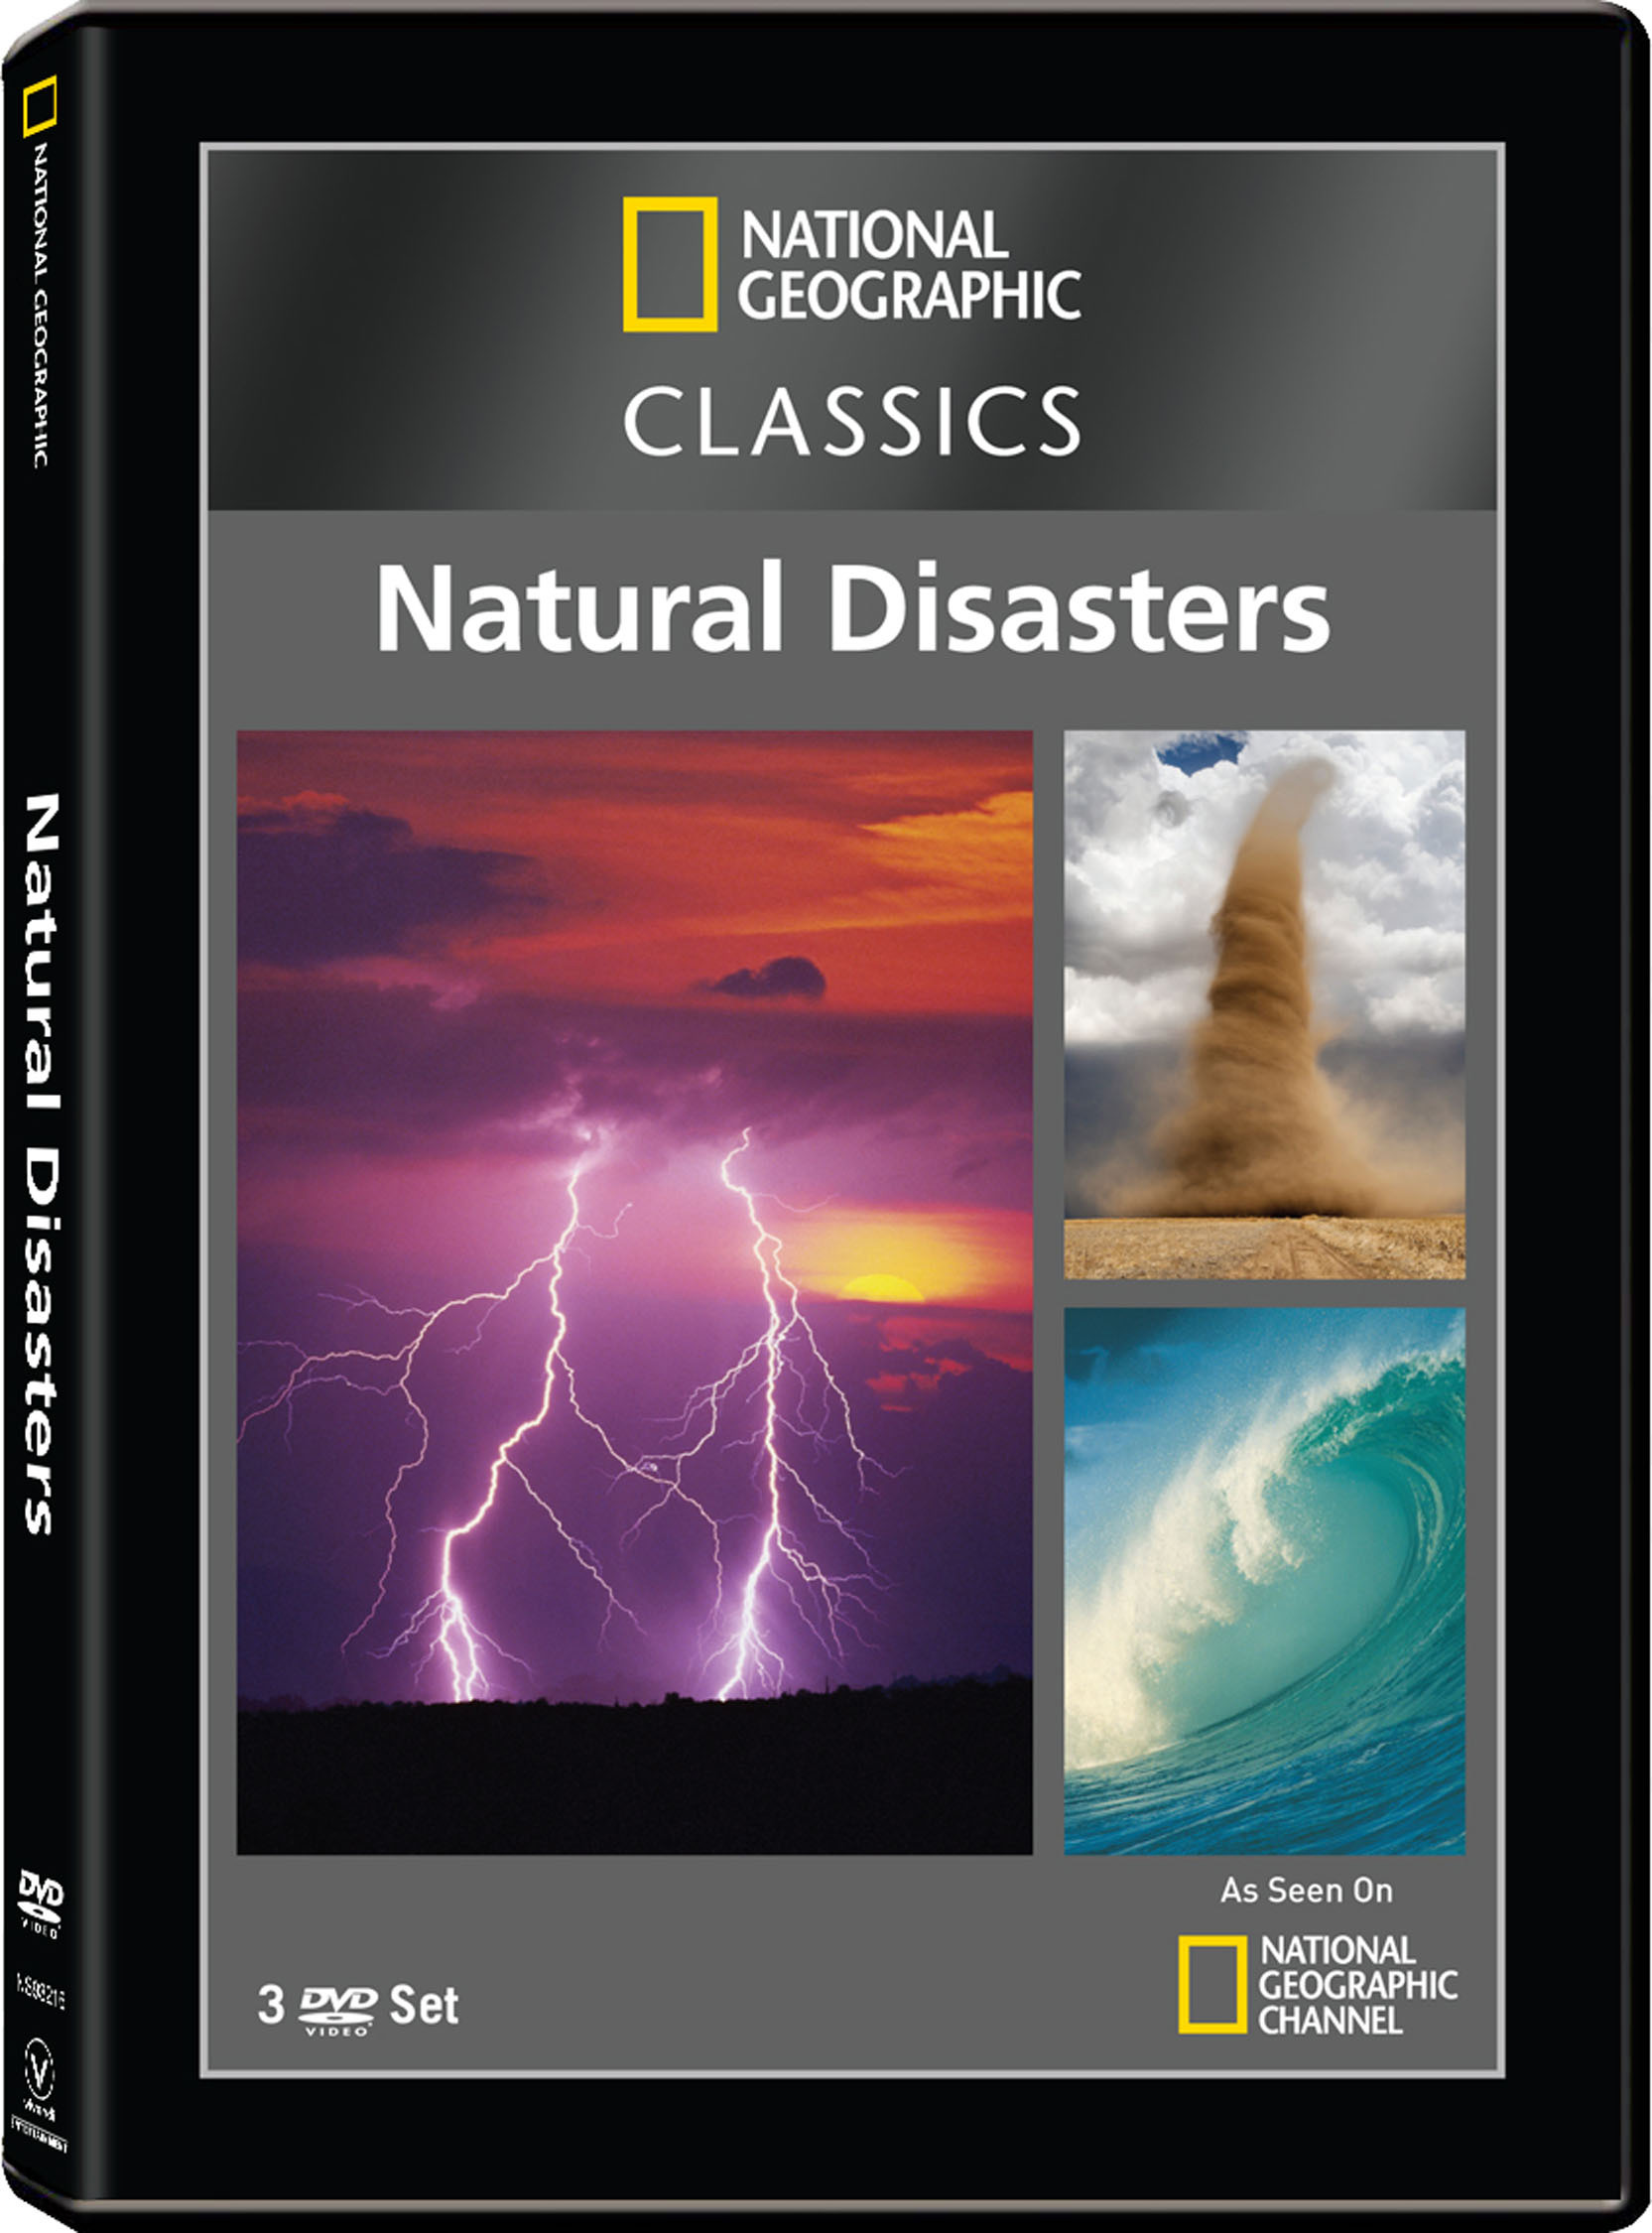 NATIONAL
GEOGRAPHIC
CLASSICS
Natural Disasters
As Seen On
NATIONAL
GEOGRAPHIC
CHANNEL
3 DVD VIDEO Set
NATIONAL GEOGRAPHIC
Natural Disasters
DVD
VIDEO
ENTERTAINMENT